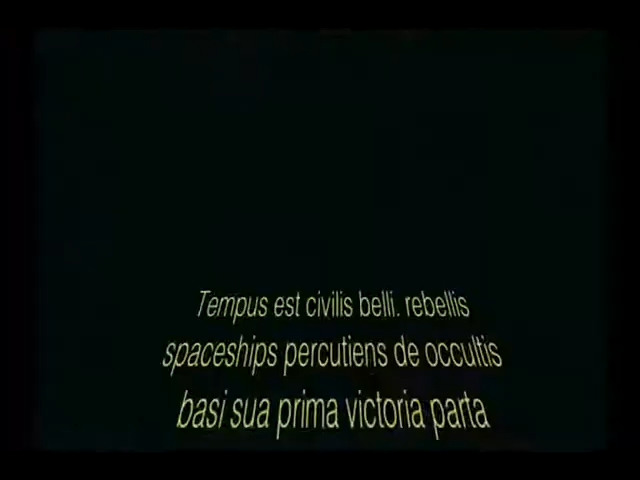 Tempus est civilis belli. rebellis
spaceships percutiens de occultis
basi sua prima victoria parta